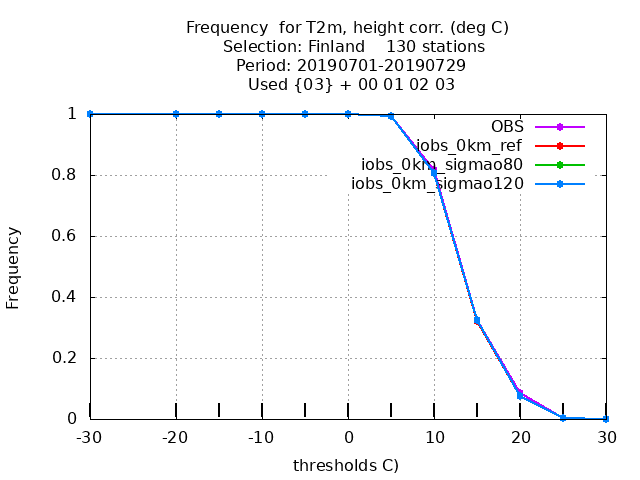 Frequency  for T2m, height corr. (deg C)
Selection: Finland    130 stations
Period: 20190701-20190729
Used {03} + 00 01 02 03
OBS
iobs_0km_ref
iobs_0km_sigmao80
iobs_0km_sigmao120
1
0.8
0.6
0.4
0.2
0
Frequency
-30 -20 -10 0 10 20 30
thresholds C)